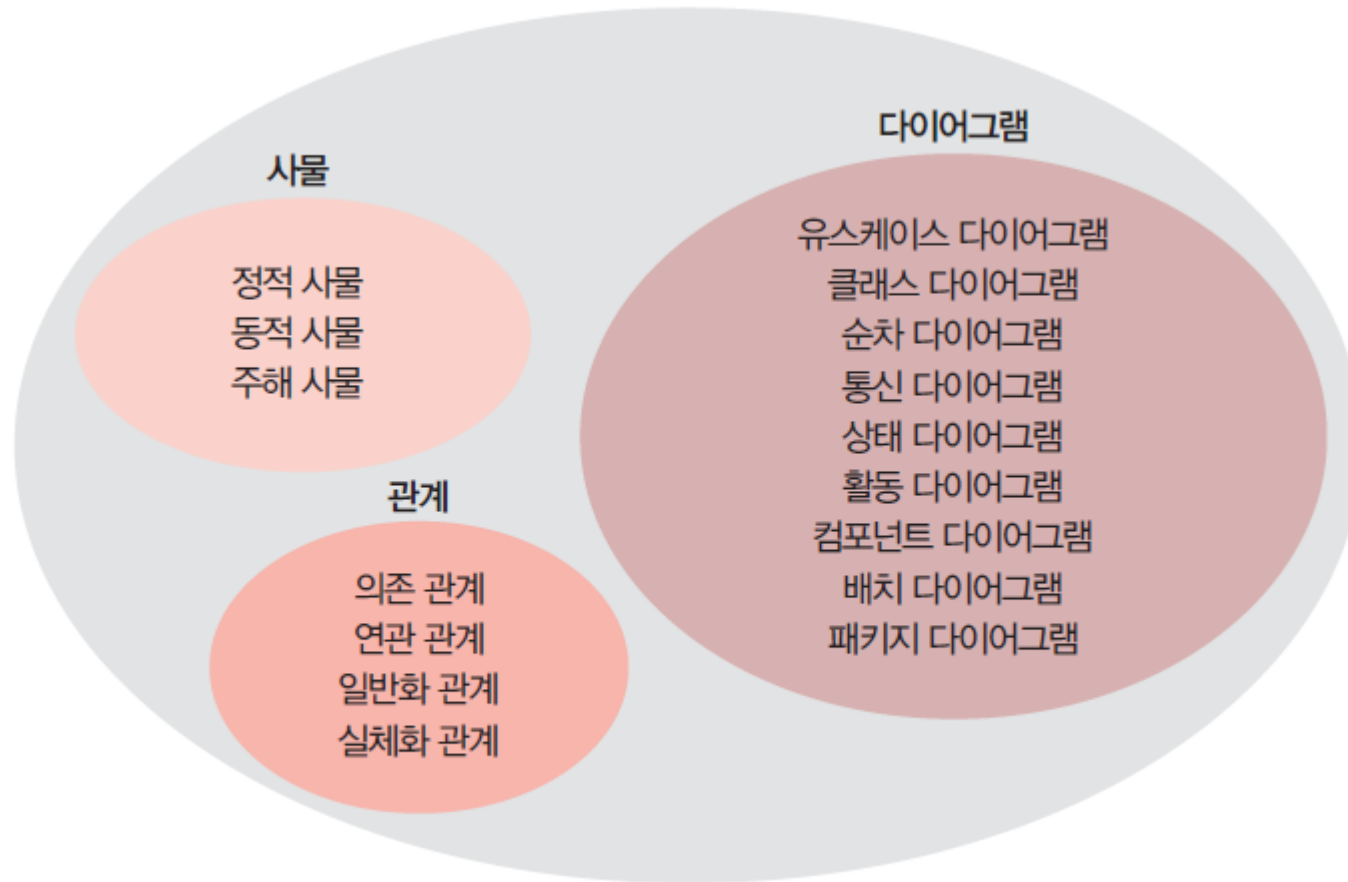 사물
정적 사물
동적 사물
주해 사물
관계
의존 관계
연관 관계
일반화 관계
실체화 관계
다이어그램
유스케이스 다이어그램
클래스 다이어그램
순차 다이어그램
통신 다이어그램
상태 다이어그램
활동 다이어그램
컴포넌트 다이어그램
배치 다이어그램
패키지 다이어그램